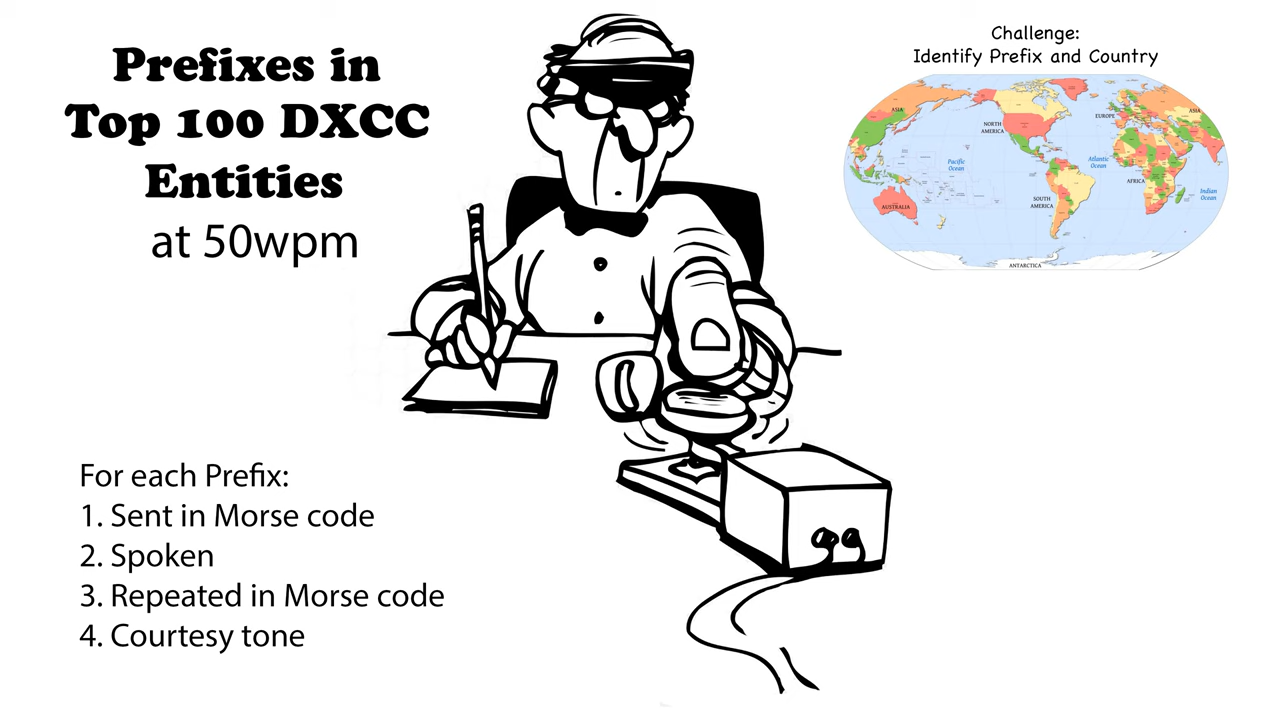 Prefixes in
Top 100 DXCC
Entities
at 50wpm
Challenge:
Identify Prefix and Country
ASIA
NORTH
AMERICA
EUROPE
ASIA
Pacific
Ocean
Atlantic
Ocean
AFRICA
SOUTH
AMERICA
Indian
Ocean
AUSTRALIA
ANTARCTICA
For each Prefix:
1. Sent in Morse code
2. Spoken
3. Repeated in Morse code
4. Courtesy tone